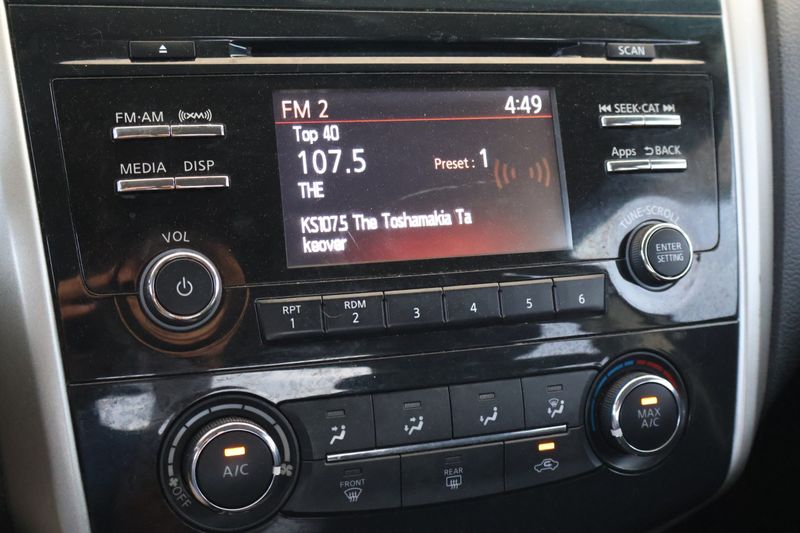 SCAN
FM·AM
((XM))
SEEK·CAT
MEDIA
DISP
Apps
BACK
FM 2
4:49
Top 40
107.5
Preset : 1
THE
KS107.5 The Toshamakia Ta
keover
VOL
TUNE·SCROLL
ENTER
SETTING
RPT
1
RDM
2
3
4
5
6
A/C
OFF
FRONT
REAR
MAX
A/C